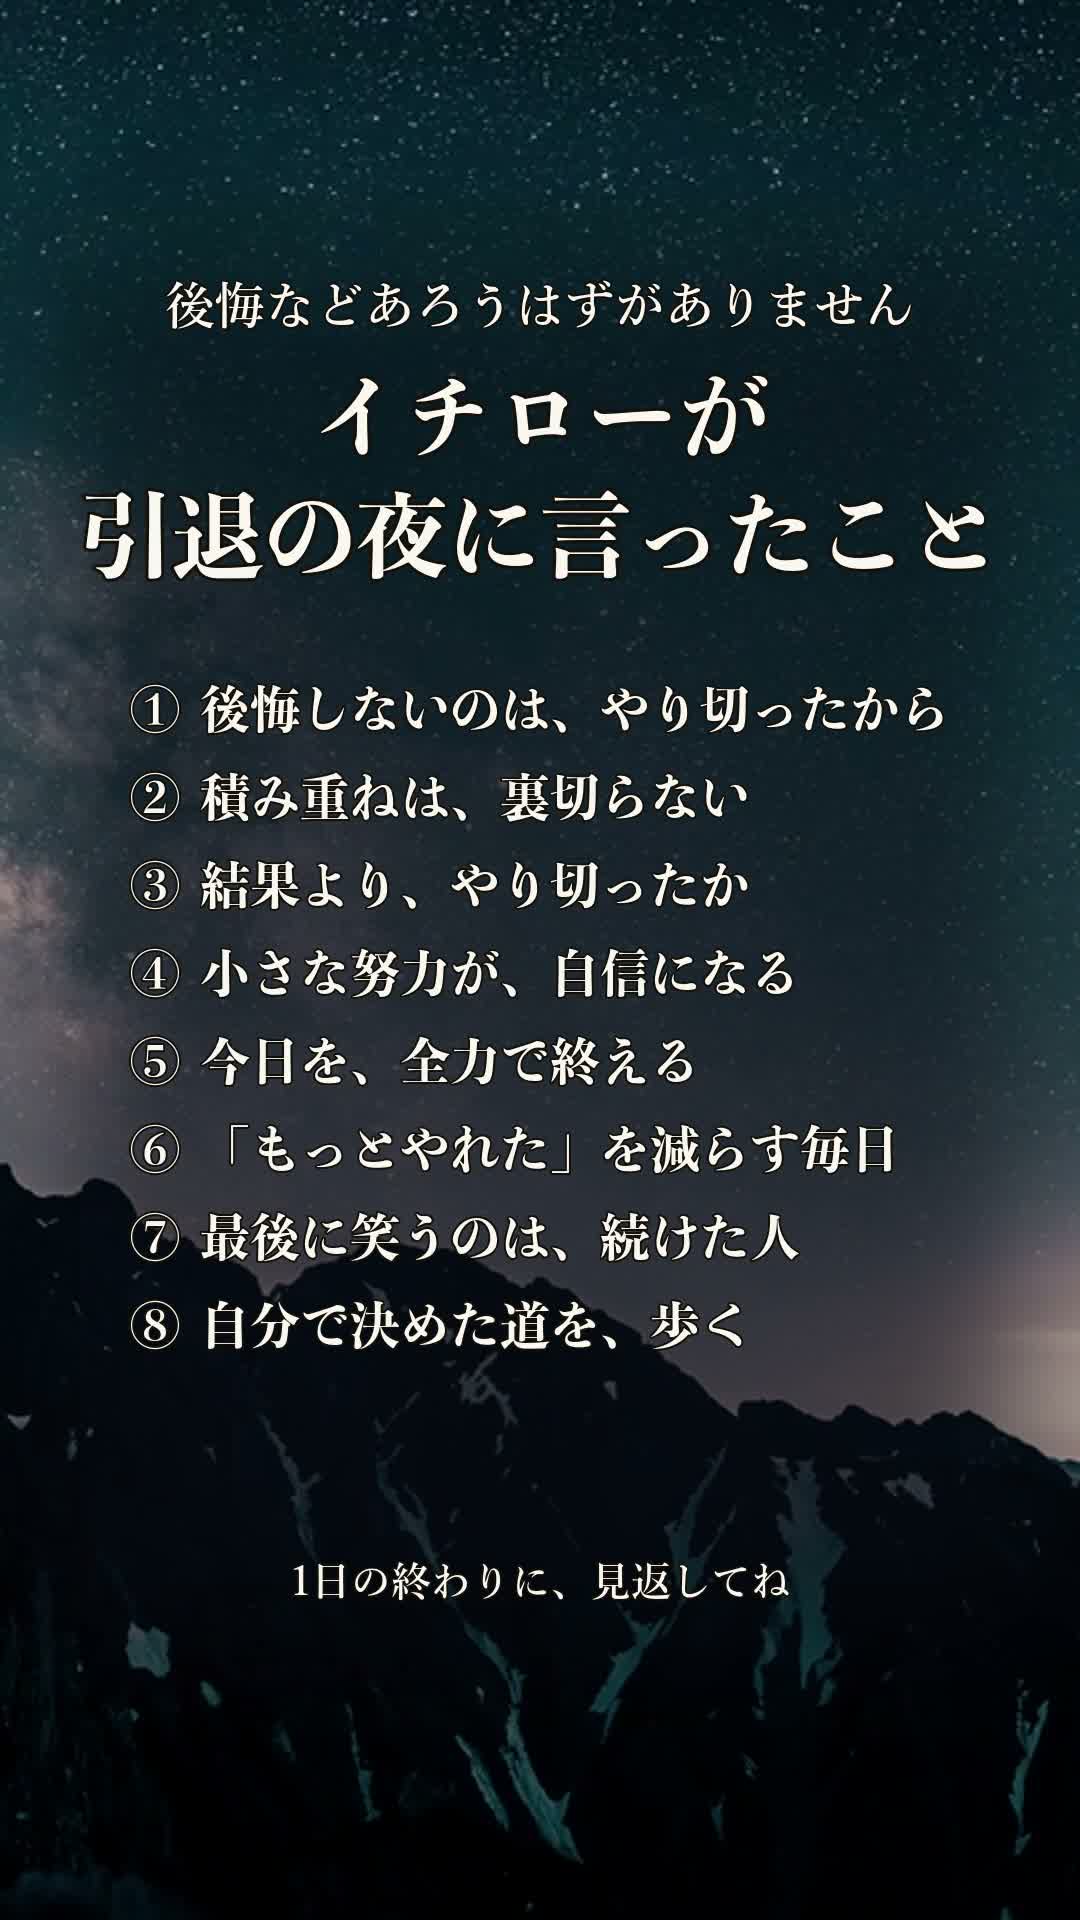 後悔などあろうはずがありません
イチローが
引退の夜に言ったこと
① 後悔しないのは、やり切ったから
② 積み重ねは、裏切らない
③ 結果より、やり切ったか
④ 小さな努力が、自信になる
⑤ 今日を、全力で終える
⑥ 「もっとやれた」を減らす毎日
⑦ 最後に笑うのは、続けた人
⑧ 自分で決めた道を、歩く
1日の終わりに、見返してね